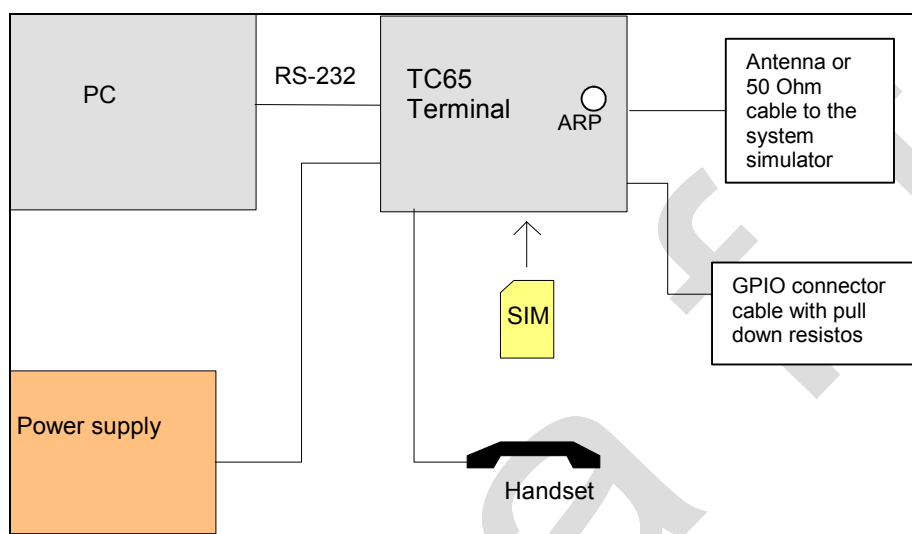 PC
RS-232
TC65
Terminal
ARP
Antenna or
50 Ohm
cable to the
system
simulator
GPIO connector
cable with pull
down resistos
SIM
Power supply
Handset